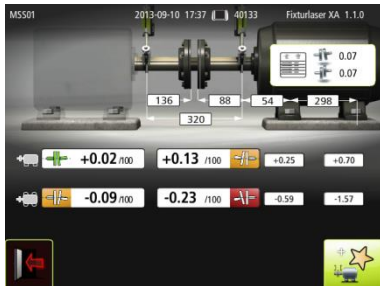 MSS01 2013-09-10 17:37 40133 Fixturlaser XA 1.1.0
0.07
0.07
136 88 54 298
320
+0.02 /100 +0.13 /100 +0.25 +0.70
-0.09 /100 -0.23 /100 -0.59 -1.57